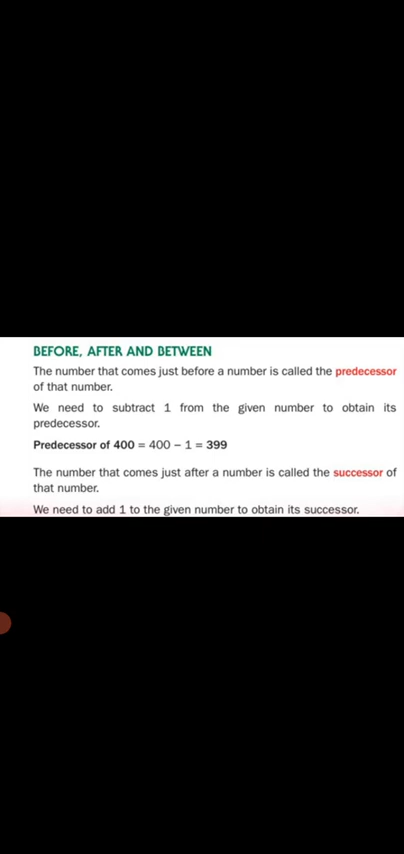 BEFORE, AFTER AND BETWEEN
The number that comes just before a number is called the predecessor
of that number.
We need to subtract 1 from the given number to obtain its
predecessor.
Predecessor of 400 = 400 – 1 = 399
The number that comes just after a number is called the successor of
that number.
We need to add 1 to the given number to obtain its successor.